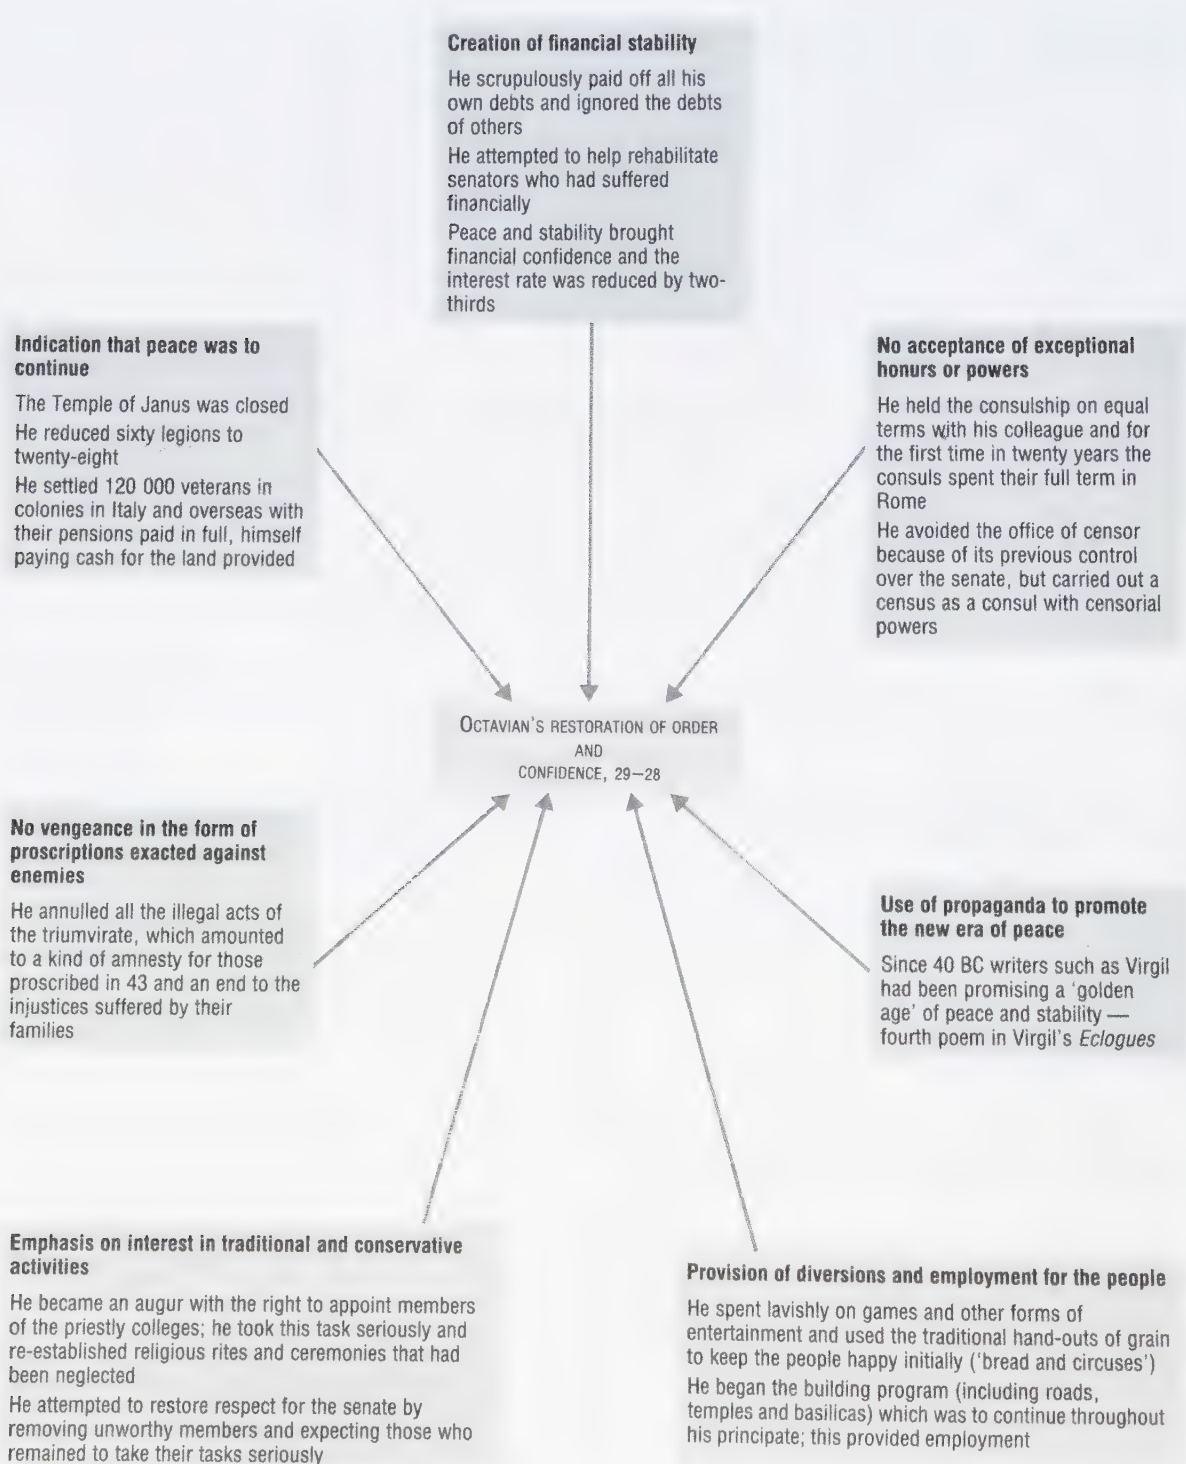 Creation of financial stability
He scrupulously paid off all his
own debts and ignored the debts
of others
He attempted to help rehabilitate
senators who had suffered
financially
Peace and stability brought
financial confidence and the
interest rate was reduced by two-
thirds
Indication that peace was to
continue
The Temple of Janus was closed
He reduced sixty legions to
twenty-eight
He settled 120 000 veterans in
colonies in Italy and overseas with
their pensions paid in full, himself
paying cash for the land provided
No acceptance of exceptional
honurs or powers
He held the consulship on equal
terms with his colleague and for
the first time in twenty years the
consuls spent their full term in
Rome
He avoided the office of censor
because of its previous control
over the senate, but carried out a
census as a consul with censorial
powers
OCTAVIAN'S RESTORATION OF ORDER
AND
CONFIDENCE, 29–28
No vengeance in the form of
proscriptions exacted against
enemies
He annulled all the illegal acts of
the triumvirate, which amounted
to a kind of amnesty for those
proscribed in 43 and an end to the
injustices suffered by their
families
Use of propaganda to promote
the new era of peace
Since 40 BC writers such as Virgil
had been promising a 'golden
age' of peace and stability —
fourth poem in Virgil's Eclogues
Emphasis on interest in traditional and conservative
activities
He became an augur with the right to appoint members
of the priestly colleges; he took this task seriously and
re-established religious rites and ceremonies that had
been neglected
He attempted to restore respect for the senate by
removing unworthy members and expecting those who
remained to take their tasks seriously
Provision of diversions and employment for the people
He spent lavishly on games and other forms of
entertainment and used the traditional hand-outs of grain
to keep the people happy initially ('bread and circuses')
He began the building program (including roads,
temples and basilicas) which was to continue throughout
his principate; this provided employment